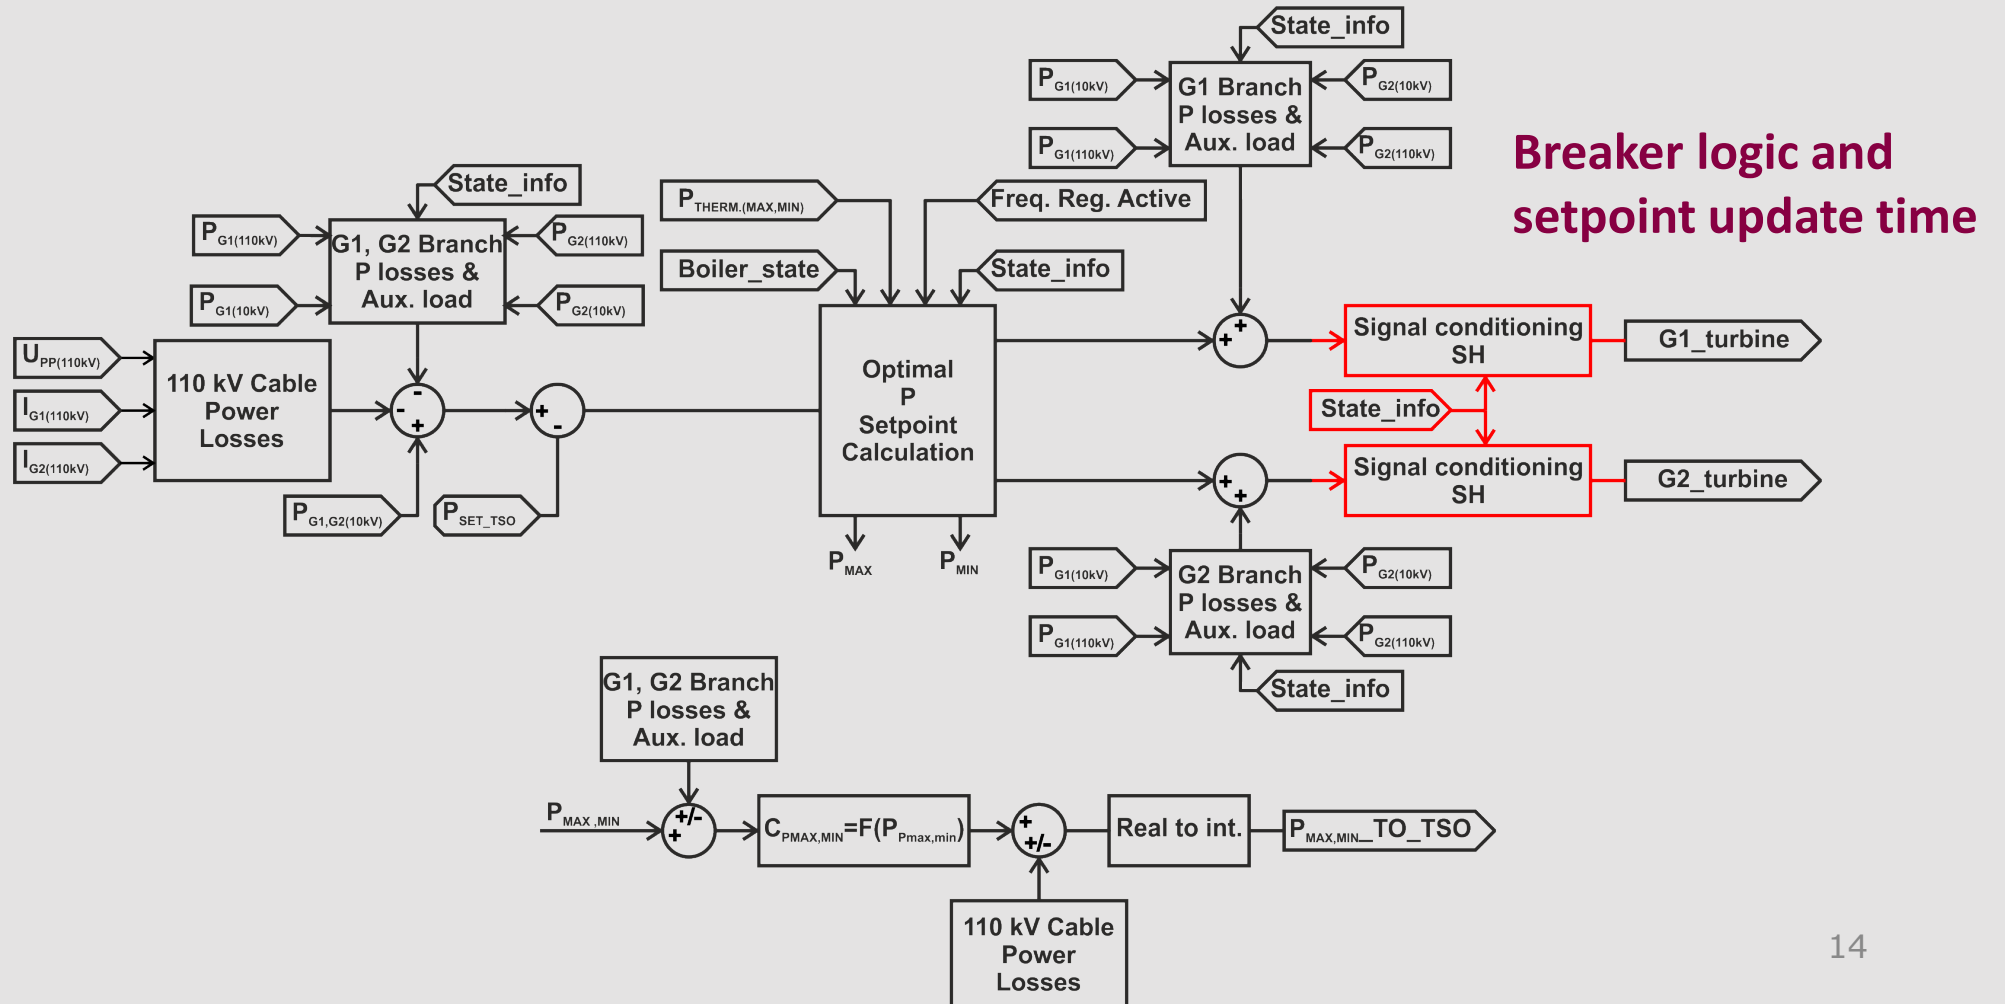 State_info
P G1(10kV)
G1 Branch
P losses &
Aux. load
P G2(10kV)
P G1(110kV)
P G2(110kV)
Breaker logic and
setpoint update time
State_info
P G1(110kV)
G1, G2 Branch
P losses &
Aux. load
P G2(110kV)
P G1(10kV)
P G2(10kV)
P THERM.(MAX,MIN)
Freq. Reg. Active
Boiler_state
State_info
U PP(110kV)
I G1(110kV)
I G2(110kV)
110 kV Cable
Power
Losses
-
-
+
+
-
P G1,G2(10kV)
P SET_TSO
Optimal
P
Setpoint
Calculation
P MAX
P MIN
+
+
Signal conditioning
SH
G1_turbine
State_info
+
+
Signal conditioning
SH
G2_turbine
P G1(10kV)
G2 Branch
P losses &
Aux. load
P G2(10kV)
P G1(110kV)
P G2(110kV)
State_info
G1, G2 Branch
P losses &
Aux. load
P MAX ,MIN
+/-
+
C PMAX,MIN=F(P Pmax,min)
+
+/-
Real to int.
P MAX,MIN_TO_TSO
110 kV Cable
Power
Losses
14